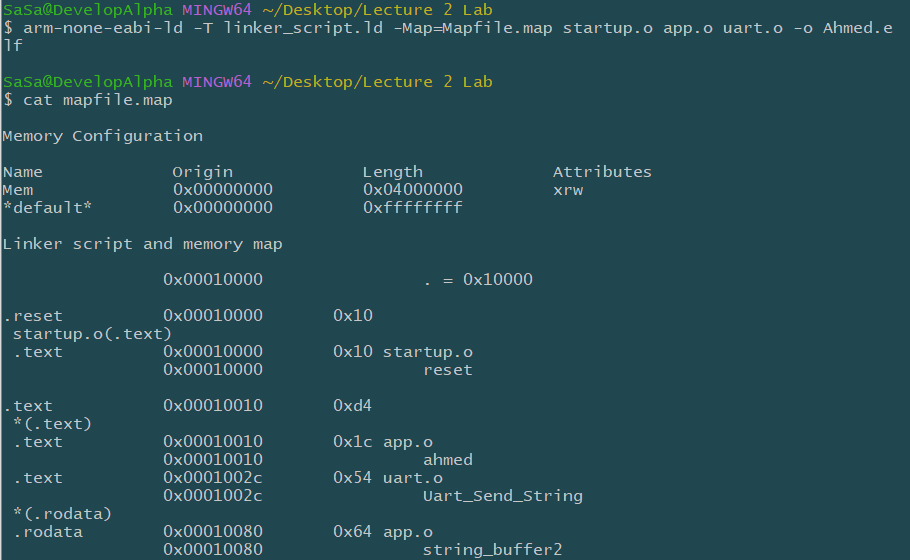 SaSa@DevelopAlpha MINGW64 ~/Desktop/Lecture 2 Lab
$ arm-none-eabi-ld -T linker_script.ld -Map=Mapfile.map startup.o app.o uart.o -o Ahmed.e
lf
SaSa@DevelopAlpha MINGW64 ~/Desktop/Lecture 2 Lab
$ cat mapfile.map
Memory Configuration
Name Origin Length Attributes
Mem 0x00000000 0x04000000 xrw
*default* 0x00000000 0xffffffff
Linker script and memory map
0x00010000 . = 0x10000
.reset 0x00010000 0x10
startup.o(.text)
.text 0x00010000 0x10 startup.o
0x00010000 reset
.text 0x00010010 0xd4
*(.text)
.text 0x00010010 0x1c app.o
0x00010010 ahmed
.text 0x0001002c 0x54 uart.o
0x0001002c Uart_Send_String
*(.rodata)
.rodata 0x00010080 0x64 app.o
0x00010080 string_buffer2